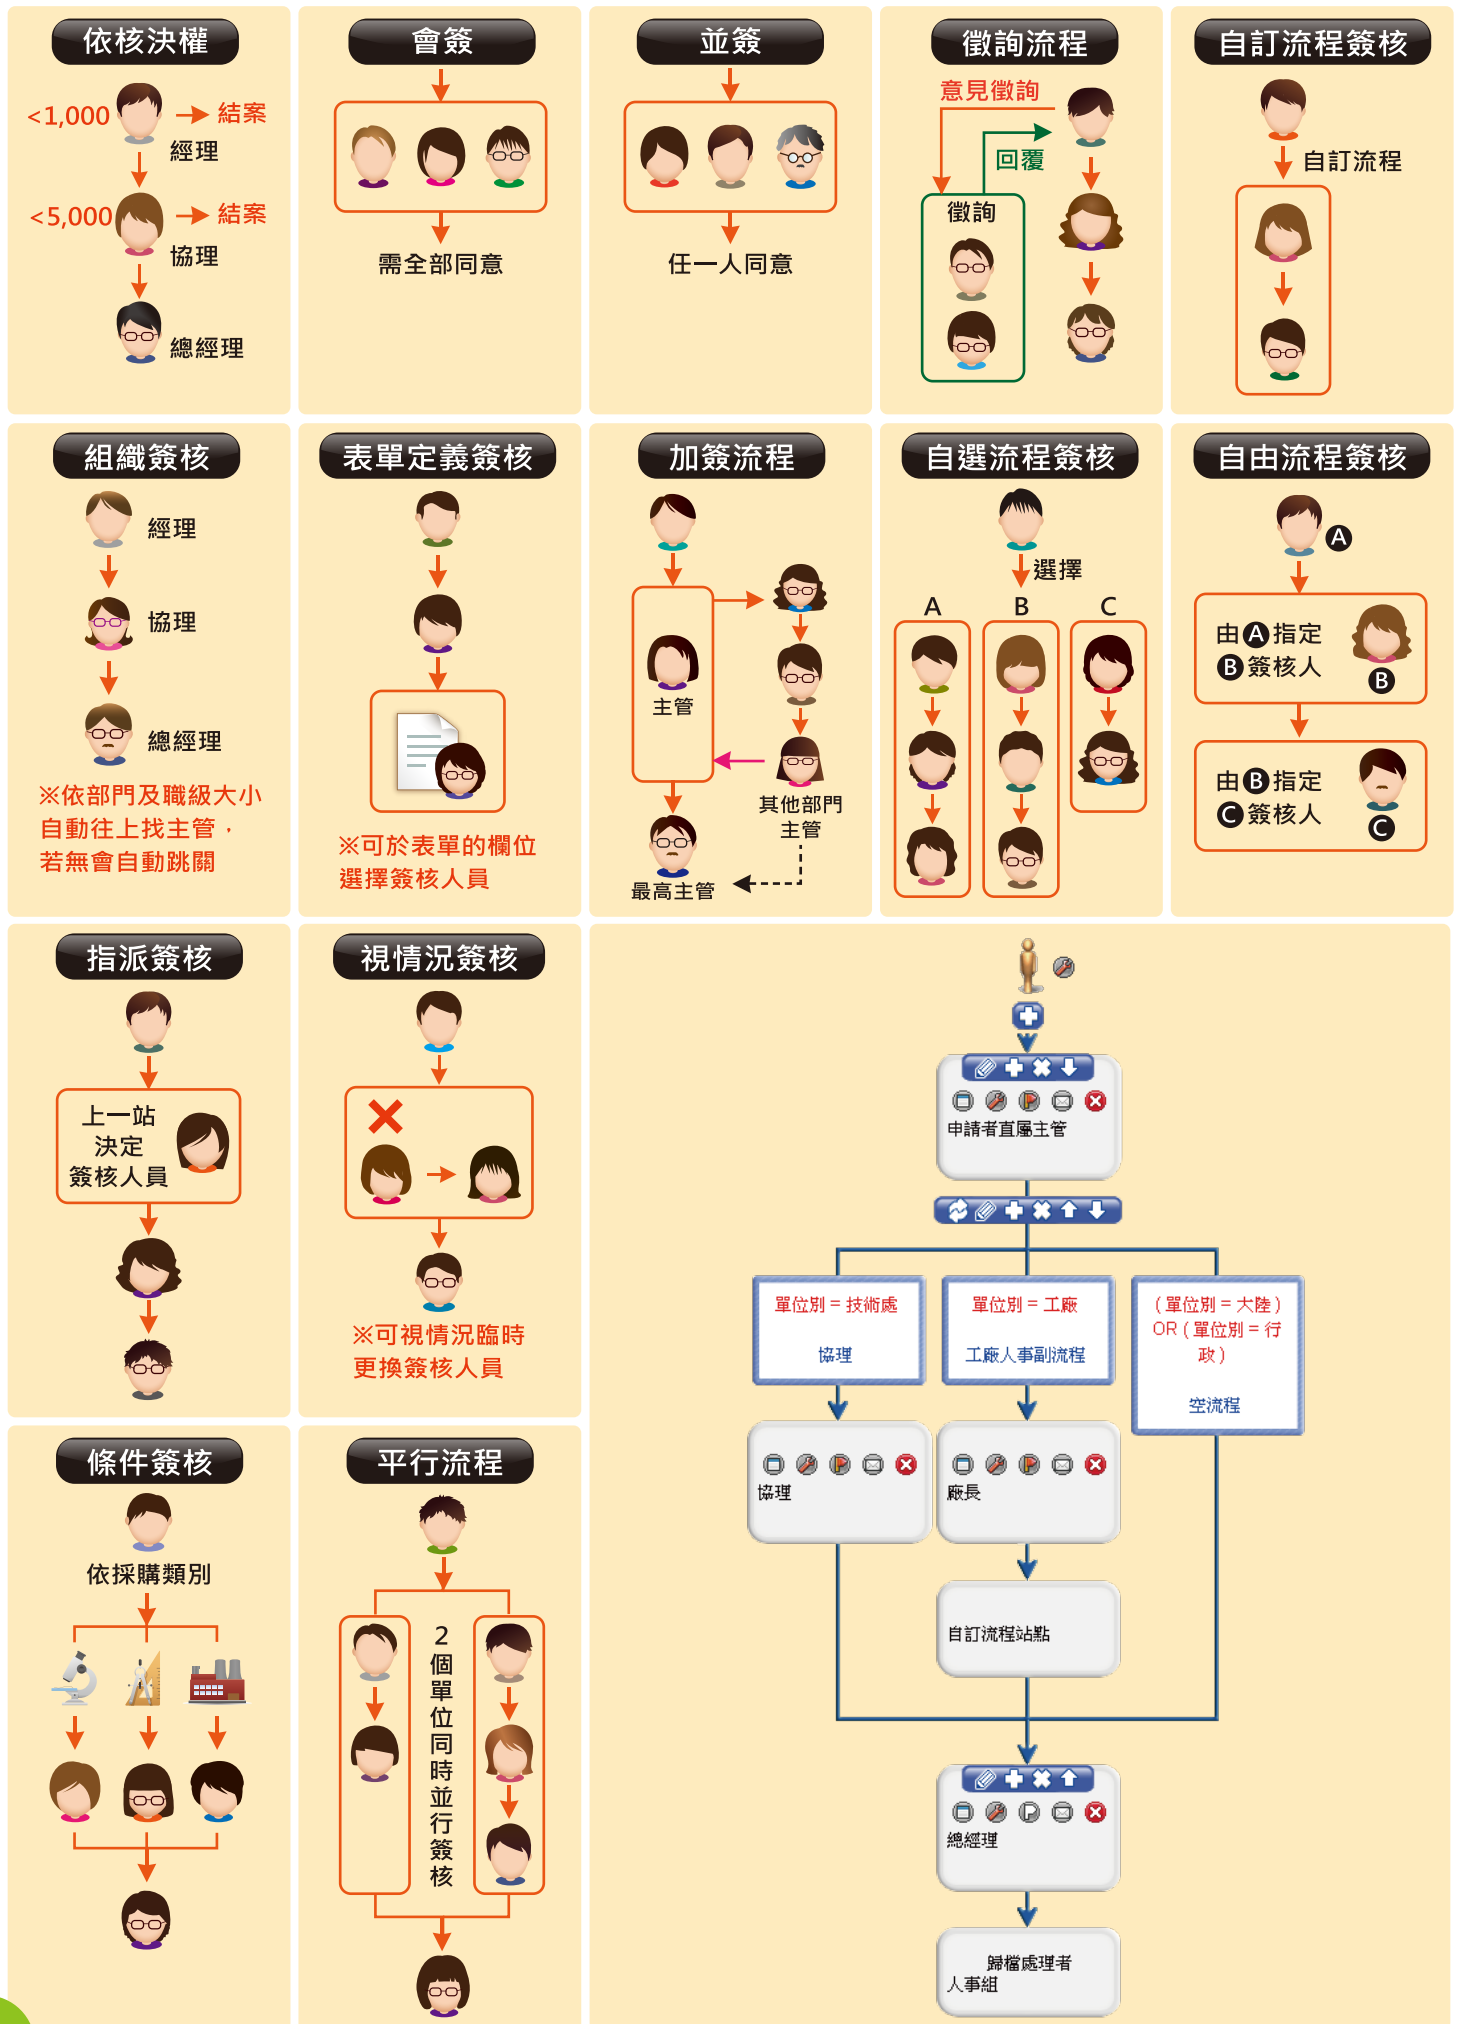 依核決權
<1,000
結案
經理
<5,000
結案
協理
總經理
會簽
需全部同意
並簽
任一人同意
徵詢流程
意見徵詢
回覆
徵詢
自訂流程簽核
自訂流程
組織簽核
經理
協理
總經理
※依部門及職級大小
自動往上找主管，
若無會自動跳關
表單定義簽核
※可於表單的欄位
選擇簽核人員
加簽流程
主管
其他部門
主管
最高主管
自選流程簽核
選擇
A
B
C
自由流程簽核
A
由A指定
B簽核人
B
由B指定
C簽核人
C
指派簽核
上一站
決定
簽核人員
視情況簽核
※可視情況臨時
更換簽核人員
條件簽核
依採購類別
平行流程
2
個
單
位
同
時
並
行
簽
核
申請者直屬主管
單位別 = 技術處
協理
單位別 = 工廠
工廠人事副流程
( 單位別 = 大陸 )
OR ( 單位別 = 行
政 )
空流程
協理
廠長
自訂流程站點
總經理
歸檔處理者
人事組